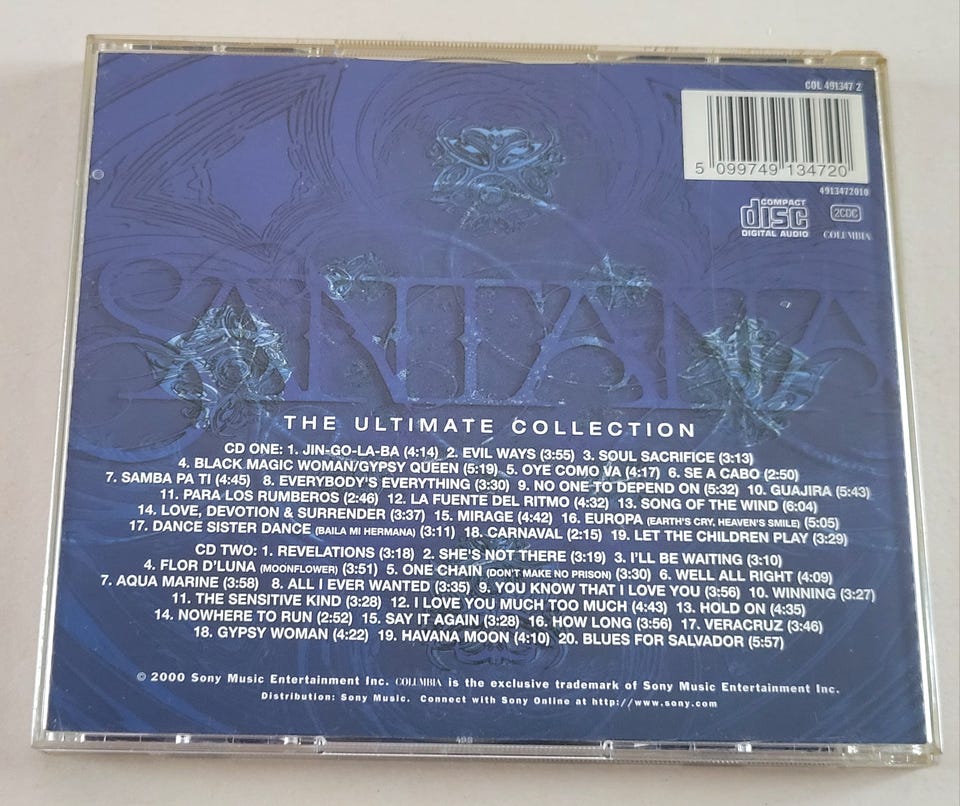 COL 491347 2
5 099749 134720
4913472010
COMPACT
disc
DIGITAL AUDIO
2CDC
COLUMBIA
SANTANA
THE ULTIMATE COLLECTION
CD ONE: 1. JIN-GO-LA-BA (4:14) 2. EVIL WAYS (3:55) 3. SOUL SACRIFICE (3:13)
4. BLACK MAGIC WOMAN/GYPSY QUEEN (5:19) 5. OYE COMO VA (4:17) 6. SE A CABO (2:50)
7. SAMBA PA TI (4:45) 8. EVERYBODY'S EVERYTHING (3:30) 9. NO ONE TO DEPEND ON (5:32) 10. GUAJIRA (5:43)
11. PARA LOS RUMBEROS (2:46) 12. LA FUENTE DEL RITMO (4:32) 13. SONG OF THE WIND (6:04)
14. LOVE, DEVOTION & SURRENDER (3:37) 15. MIRAGE (4:42) 16. EUROPA (EARTH'S CRY, HEAVEN'S SMILE) (5:05)
17. DANCE SISTER DANCE (BAILA MI HERMANA) (3:11) 18. CARNAVAL (2:15) 19. LET THE CHILDREN PLAY (3:29)
CD TWO: 1. REVELATIONS (3:18) 2. SHE'S NOT THERE (3:19) 3. I'LL BE WAITING (3:10)
4. FLOR D'LUNA (MOONFLOWER) (3:51) 5. ONE CHAIN (DON'T MAKE NO PRISON) (3:30) 6. WELL ALL RIGHT (4:09)
7. AQUA MARINE (3:58) 8. ALL I EVER WANTED (3:35) 9. YOU KNOW THAT I LOVE YOU (3:56) 10. WINNING (3:27)
11. THE SENSITIVE KIND (3:28) 12. I LOVE YOU MUCH TOO MUCH (4:43) 13. HOLD ON (4:35)
14. NOWHERE TO RUN (2:52) 15. SAY IT AGAIN (3:28) 16. HOW LONG (3:56) 17. VERACRUZ (3:46)
18. GYPSY WOMAN (4:22) 19. HAVANA MOON (4:10) 20. BLUES FOR SALVADOR (5:57)
© 2000 Sony Music Entertainment Inc. COLUMBIA is the exclusive trademark of Sony Music Entertainment Inc.
Distribution: Sony Music. Connect with Sony Online at http://www.sony.com